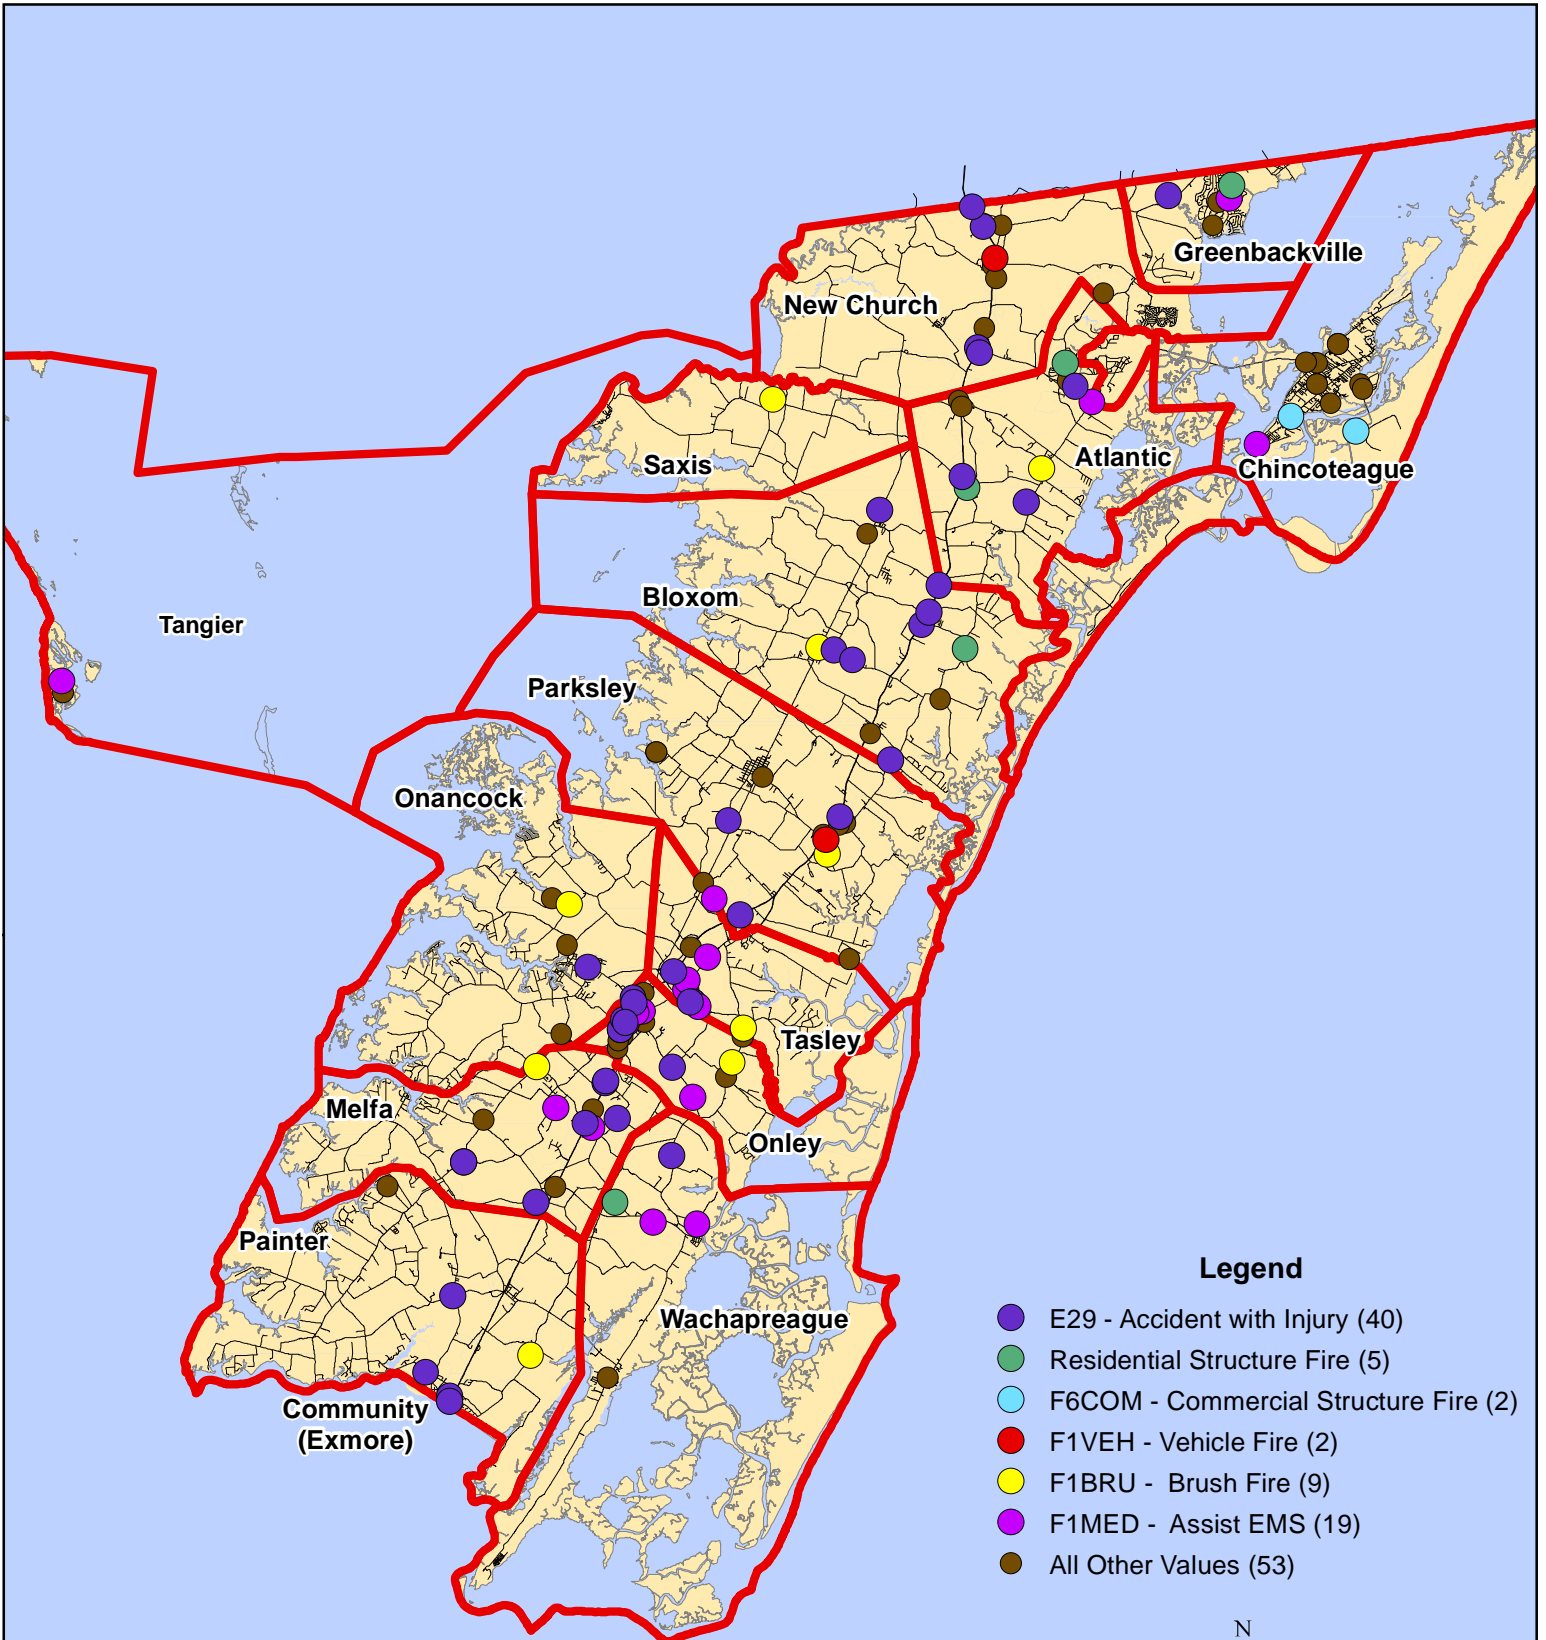 Greenbackville
New Church
Atlantic
Saxis
Chincoteague
Bloxom
Tangier
Parksley
Onancock
Tasley
Melfa
Onley
Painter
Wachapreague
Community
(Exmore)
Legend
E29 - Accident with Injury (40)
Residential Structure Fire (5)
F6COM - Commercial Structure Fire (2)
F1VEH - Vehicle Fire (2)
F1BRU -  Brush Fire (9)
F1MED -  Assist EMS (19)
All Other Values (53)
N